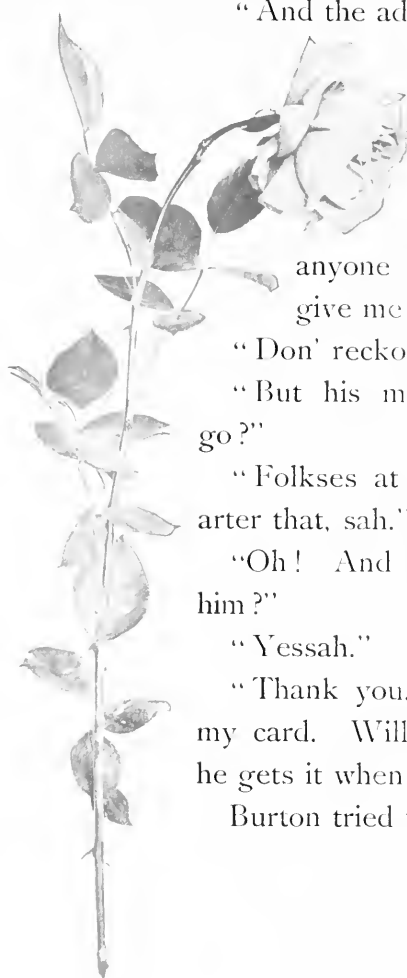 “And the ad
anyone
give me
“Don' recko
“But his m
go?”
“Folkses at
arter that, sah.”
“Oh! And
him?”
“Yessah.”
“Thank you,
my card. Will
he gets it when
Burton tried